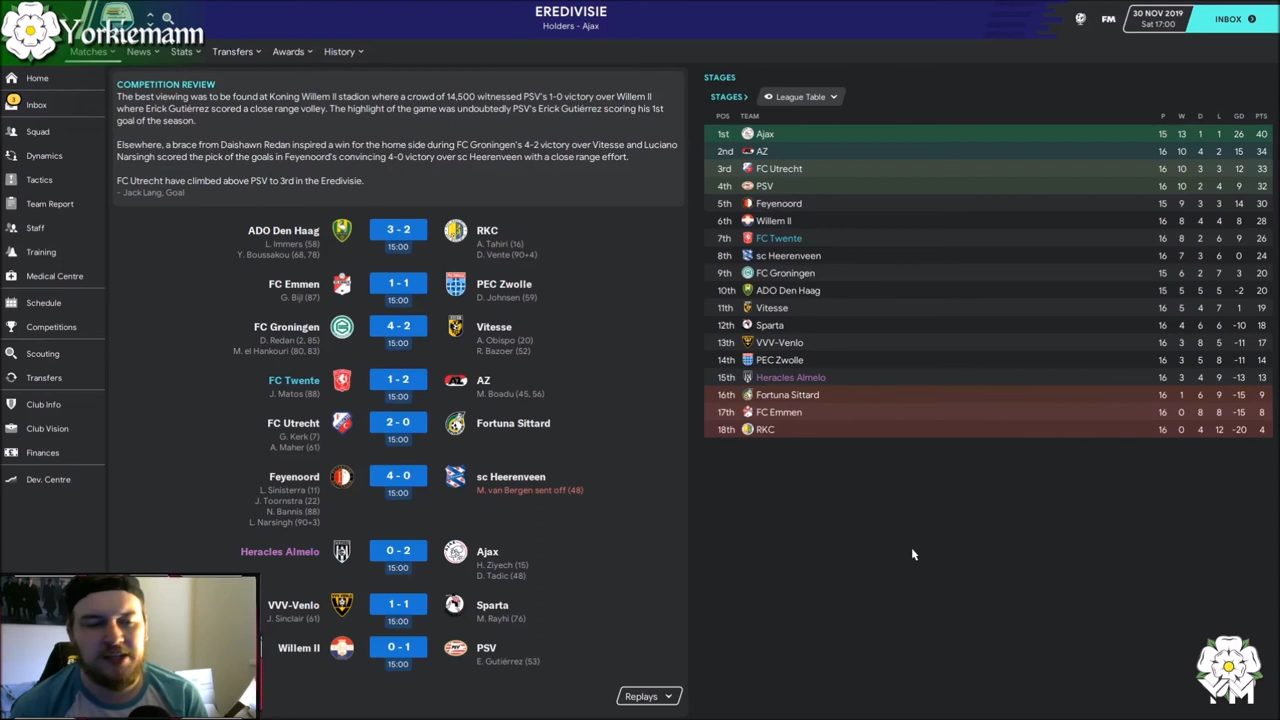 Yorkiemann
EREDIVISIE
Holders - Ajax
FM
30 NOV 2019
Sat 17:00
INBOX
Matches
News
Stats
Transfers
Awards
History
Home
3
Inbox
Squad
Dynamics
Tactics
Team Report
Staff
Training
Medical Centre
Schedule
Competitions
Scouting
Transfers
Club Info
Club Vision
Finances
Dev. Centre
COMPETITION REVIEW
The best viewing was to be found at Koning Willem II stadion where a crowd of 14,500 witnessed PSV's 1-0 victory over Willem II
where Erick Gutiérrez scored a close range volley. The highlight of the game was undoubtedly PSV's Erick Gutiérrez scoring his 1st
goal of the season.
Elsewhere, a brace from Daishawn Redan inspired a win for the home side during FC Groningen's 4-2 victory over Vitesse and Luciano
Narsingh scored the pick of the goals in Feyenoord's convincing 4-0 victory over sc Heerenveen with a close range effort.
FC Utrecht have climbed above PSV to 3rd in the Eredivisie.
- Jack Lang, Goal
ADO Den Haag 3 - 2 RKC
L. Immers (58) 15:00 A. Tahiri (16)
Y. Boussakou (68, 78) D. Vente (90+4)
FC Emmen 1 - 1 PEC Zwolle
G. Bijl (87) 15:00 D. Johnsen (59)
FC Groningen 4 - 2 Vitesse
D. Redan (2, 85) 15:00 A. Obispo (20)
M. el Hankouri (80, 83) R. Bazoer (52)
FC Twente 1 - 2 AZ
J. Matos (88) 15:00 M. Boadu (45, 56)
FC Utrecht 2 - 0 Fortuna Sittard
G. Kerk (7) 15:00
A. Maher (61)
Feyenoord 4 - 0 sc Heerenveen
L. Sinisterra (11) 15:00 M. van Bergen sent off (48)
J. Toornstra (22)
N. Bannis (88)
L. Narsingh (90+3)
Heracles Almelo 0 - 2 Ajax
15:00 H. Ziyech (15)
D. Tadic (48)
VVV-Venlo 1 - 1 Sparta
J. Sinclair (61) 15:00 M. Rayhi (76)
Willem II 0 - 1 PSV
15:00 E. Gutiérrez (53)
Replays
STAGES
STAGES> League Table
POS TEAM P W D L GD PTS
1st Ajax 15 13 1 1 26 40
2nd AZ 16 10 4 2 15 34
3rd FC Utrecht 16 10 3 3 12 33
4th PSV 16 10 2 4 9 32
5th Feyenoord 15 9 3 3 14 30
6th Willem II 16 8 4 4 8 28
7th FC Twente 16 8 2 6 9 26
8th sc Heerenveen 16 7 3 6 0 24
9th FC Groningen 15 6 2 7 3 20
10th ADO Den Haag 15 5 5 5 -2 20
11th Vitesse 16 5 4 7 1 19
12th Sparta 16 4 6 6 -10 18
13th VVV-Venlo 16 3 8 5 -11 17
14th PEC Zwolle 16 3 5 8 -11 14
15th Heracles Almelo 16 3 4 9 -13 13
16th Fortuna Sittard 16 1 6 9 -15 9
17th FC Emmen 16 0 8 8 -15 8
18th RKC 16 0 4 12 -20 4
YM